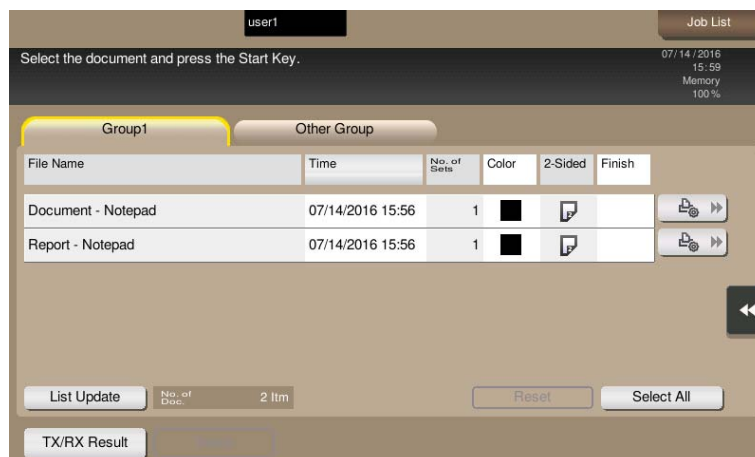 user1
Job List
Select the document and press the Start Key.
07/14/2016
15:59
Memory
100 %
Group1
Other Group
File Name
Time
No. of
Sets
Color
2-Sided
Finish
Document - Notepad
07/14/2016 15:56
1
Report - Notepad
07/14/2016 15:56
1
List Update
No. of
Doc.
2 Itm
Reset
Select All
TX/RX Result